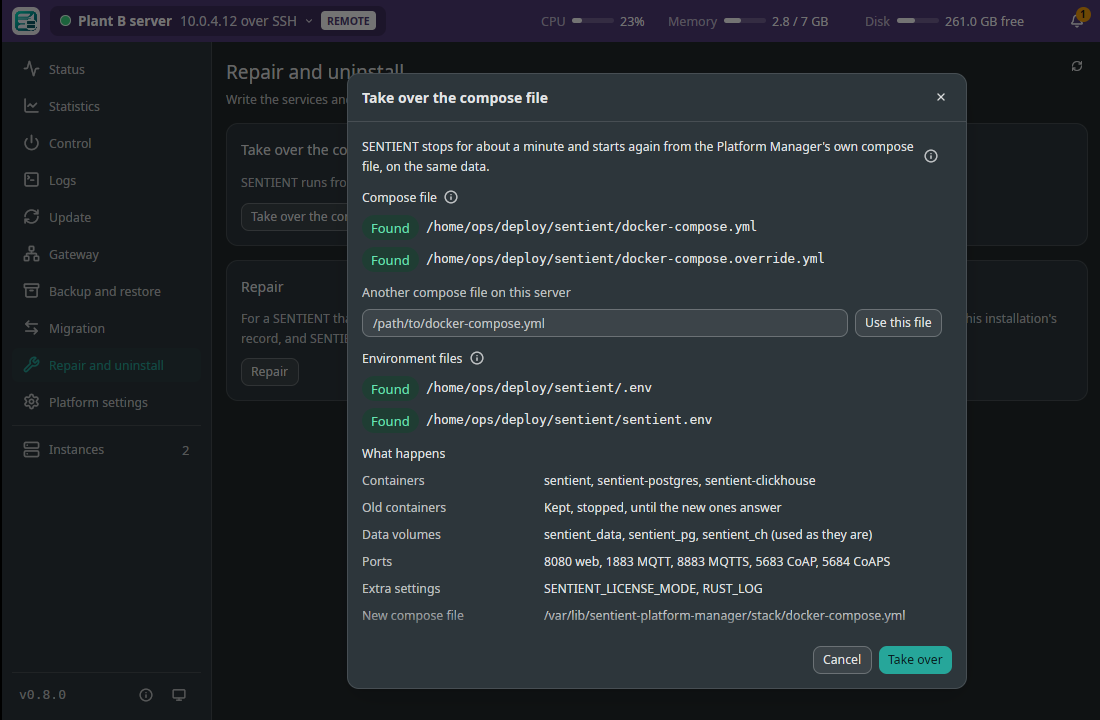 Plant B server 10.0.4.12 over SSH REMOTE
CPU 23% Memory 2.8 / 7 GB Disk 261.0 GB free 1
Status
Statistics
Control
Logs
Update
Gateway
Backup and restore
Migration
Repair and uninstall
Platform settings
Instances 2
v0.8.0
Repair and uninstall
Write the services an
Take over the co
SENTIENT runs fro
Take over the co
Repair
For a SENTIENT th
his installation's
record, and SENTIE
Repair
Take over the compose file
SENTIENT stops for about a minute and starts again from the Platform Manager's own compose
file, on the same data.
Compose file
Found /home/ops/deploy/sentient/docker-compose.yml
Found /home/ops/deploy/sentient/docker-compose.override.yml
Another compose file on this server
/path/to/docker-compose.yml Use this file
Environment files
Found /home/ops/deploy/sentient/.env
Found /home/ops/deploy/sentient/sentient.env
What happens
Containers sentient, sentient-postgres, sentient-clickhouse
Old containers Kept, stopped, until the new ones answer
Data volumes sentient_data, sentient_pg, sentient_ch (used as they are)
Ports 8080 web, 1883 MQTT, 8883 MQTTS, 5683 CoAP, 5684 CoAPS
Extra settings SENTIENT_LICENSE_MODE, RUST_LOG
New compose file /var/lib/sentient-platform-manager/stack/docker-compose.yml
Cancel Take over